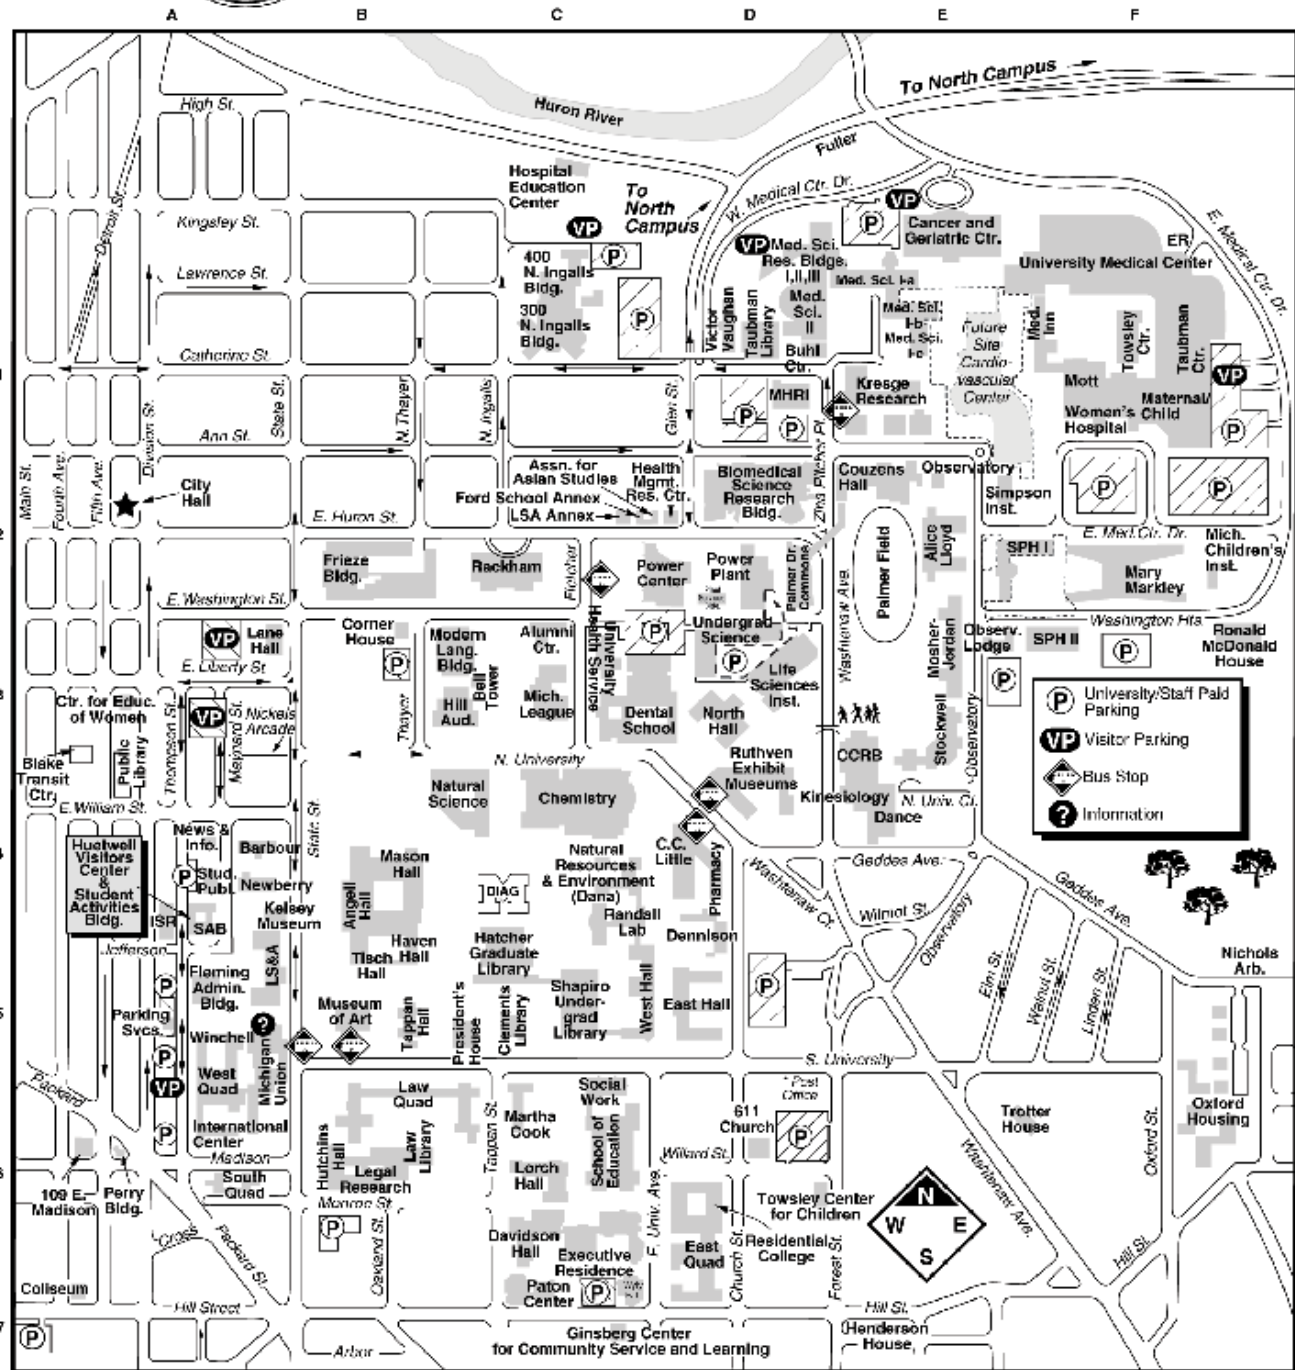 A B C D E F
To North Campus
High St.
Huron River
Fuller
Hospital
Education
Center
To
North
Campus
W. Medical Ctr. Dr.
VP
P
Detroit St.
Kingsley St.
VP
Cancer and
Geriatric Ctr.
ER
E. Medical Ctr. Dr.
P
VP
Med. Sci.
Res. Bldgs.
I,II,III
University Medical Center
Lawrence St.
400
N. Ingalls
Bldg.
300
N. Ingalls
Bldg.
P
Victor
Vaughan
Taubman
Library
Med.
Sci.
II
Buhl
Ctr.
Med. Sci.
Med. Sci.
Future
Site
Cardio-
vascular
Center
Med.
Inn
Towsley
Ctr.
Taubman
Ctr.
Catherine St.
State St.
N. Thayer
N. Ingalls
Glen St.
P
MHRI
P
Kresge
Research
Mott
Women's
Hospital
Maternal/
Child
VP
P
Division St.
Ann St.
Main St.
Fourth Ave.
Fifth Ave.
City
Hall
Assn. for
Asian Studies
Ford School Annex
LSA Annex
Health
Mgmt.
Res. Ctr.
Biomedical
Science
Research
Bldg.
Zina Pitcher Pl.
Couzens
Hall
Observatory
Simpson
Inst.
P
P
E. Huron St.
E. Med. Ctr. Dr.
Mich.
Children's
Inst.
Frieze
Bldg.
Rackham
Fletcher
Power
Center
Power
Plant
Palmer Dr.
Commons
Washtenaw Ave.
Palmer Field
Alice
Lloyd
SPH I
Mary
Markley
E. Washington St.
Washington Hts.
VP
Lane
Hall
E. Liberty St
Corner
House
P
Modern
Lang.
Bldg.
Alumni
Ctr.
University
Health Service
P
Undergrad
Science
P
Life
Sciences
Inst.
Mosher-
Jordan
Observ.
Lodge
SPH II
P
P
Ronald
McDonald
House
Ctr. for Educ.
of Women
Public
Library
Thompson St.
VP
Maynard St.
Nickels
Arcade
Thayer
Hill
Aud.
Bell
Tower
Mich.
League
Dental
School
North
Hall
Stockwell
Observatory
P University/Staff Paid
Parking
VP Visitor Parking
Bus Stop
? Information
Blake
Transit
Ctr.
E. William St.
State St.
N. University
Ruthven
Exhibit
Museums
CCRB
Natural
Science
Chemistry
Kinesiology
Dance
N. Univ. Ct.
Huetwell
Visitors
Center
&
Student
Activities
Bldg.
News &
Info.
P
Stud.
Publ.
Barbour
Newberry
Kelsey
Museum
ISR
SAB
Angell
Hall
Mason
Hall
DIAG
Natural
Resources
& Environment
(Dana)
C.C.
Little
Pharmacy
Washtenaw Ct.
Geddes Ave.
Geddes Ave.
Wilmot St.
Observatory
Jefferson
Randall
Lab
Dennison
Haven
Hall
Tisch
Hall
Hatcher
Graduate
Library
LS&A
Fleming
Admin.
Bldg.
P
Parking
Svcs.
P
Winchell
?
Museum
of Art
Tappan
Hall
President's
House
Clements
Library
Shapiro
Under-
grad
Library
West Hall
East Hall
P
Elm St.
Walnut St.
Linden St.
Nichols
Arb.
S. University
Packard
VP
West
Quad
Michigan
Union
P
International
Center
Madison
Law
Quad
Hutchins
Hall
Law
Library
Legal
Research
Monroe St.
Tappan St.
Martha
Cook
Lorch
Hall
Social
Work
School of
Education
Post
Office
611
Church
P
Willard St.
Trotter
House
Oxford St.
Oxford
Housing
109 E.
Madison
Perry
Bldg.
South
Quad
Cross
Packard St.
P
Oakland St.
Davidson
Hall
Executive
Residence
Paton
Center
P
East
Quad
Church St.
Towsley Center
for Children
Residential
College
Forest St.
N
W E
S
Washtenaw Ave.
Hill St.
Coliseum
Hill Street
Hill St.
P
Arbor
Ginsberg Center
for Community Service and Learning
Henderson
House